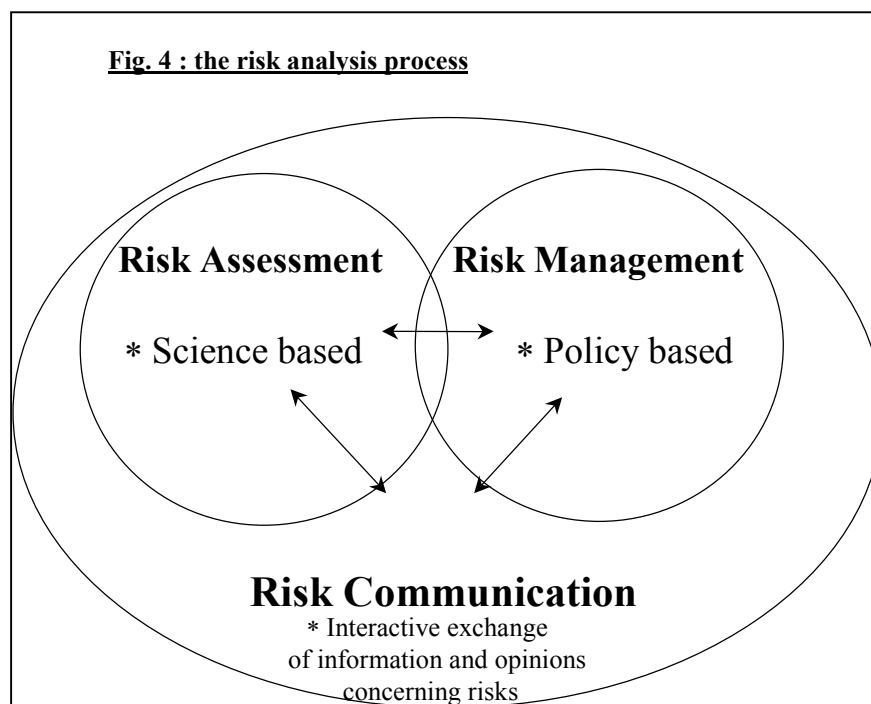 Fig. 4 : the risk analysis process
Risk Assessment
Risk Management
* Science based
* Policy based
Risk Communication
* Interactive exchange
of information and opinions
concerning risks